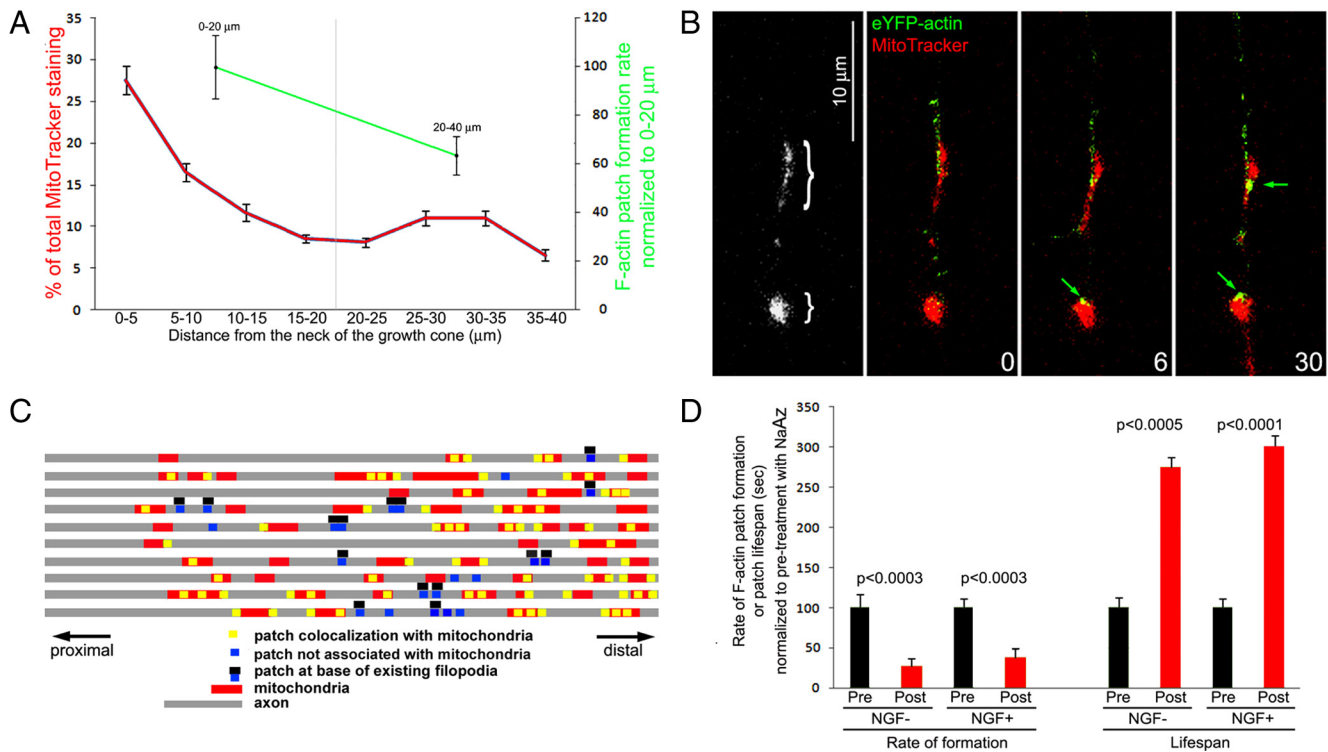 A
% of total MitoTracker staining
35
30
25
20
15
10
5
0
0-20 µm
20-40 µm
120
100
80
60
40
20
0
F-actin patch formation rate
normalized to 0-20 µm
0-5 5-10 10-15 15-20 20-25 25-30 30-35 35-40
Distance from the neck of the growth cone (µm)
B
10 µm
eYFP-actin
MitoTracker
0
6
30
C
proximal
distal
patch colocalization with mitochondria
patch not associated with mitochondria
patch at base of existing filopodia
mitochondria
axon
D
Rate of F-actin patch formation
or patch lifespan (sec)
normalized to pre-treatment with NaAz
350
300
250
200
150
100
50
0
p<0.0003
p<0.0003
p<0.0005
p<0.0001
Pre Post Pre Post Pre Post Pre Post
NGF- NGF+ NGF- NGF+
Rate of formation Lifespan